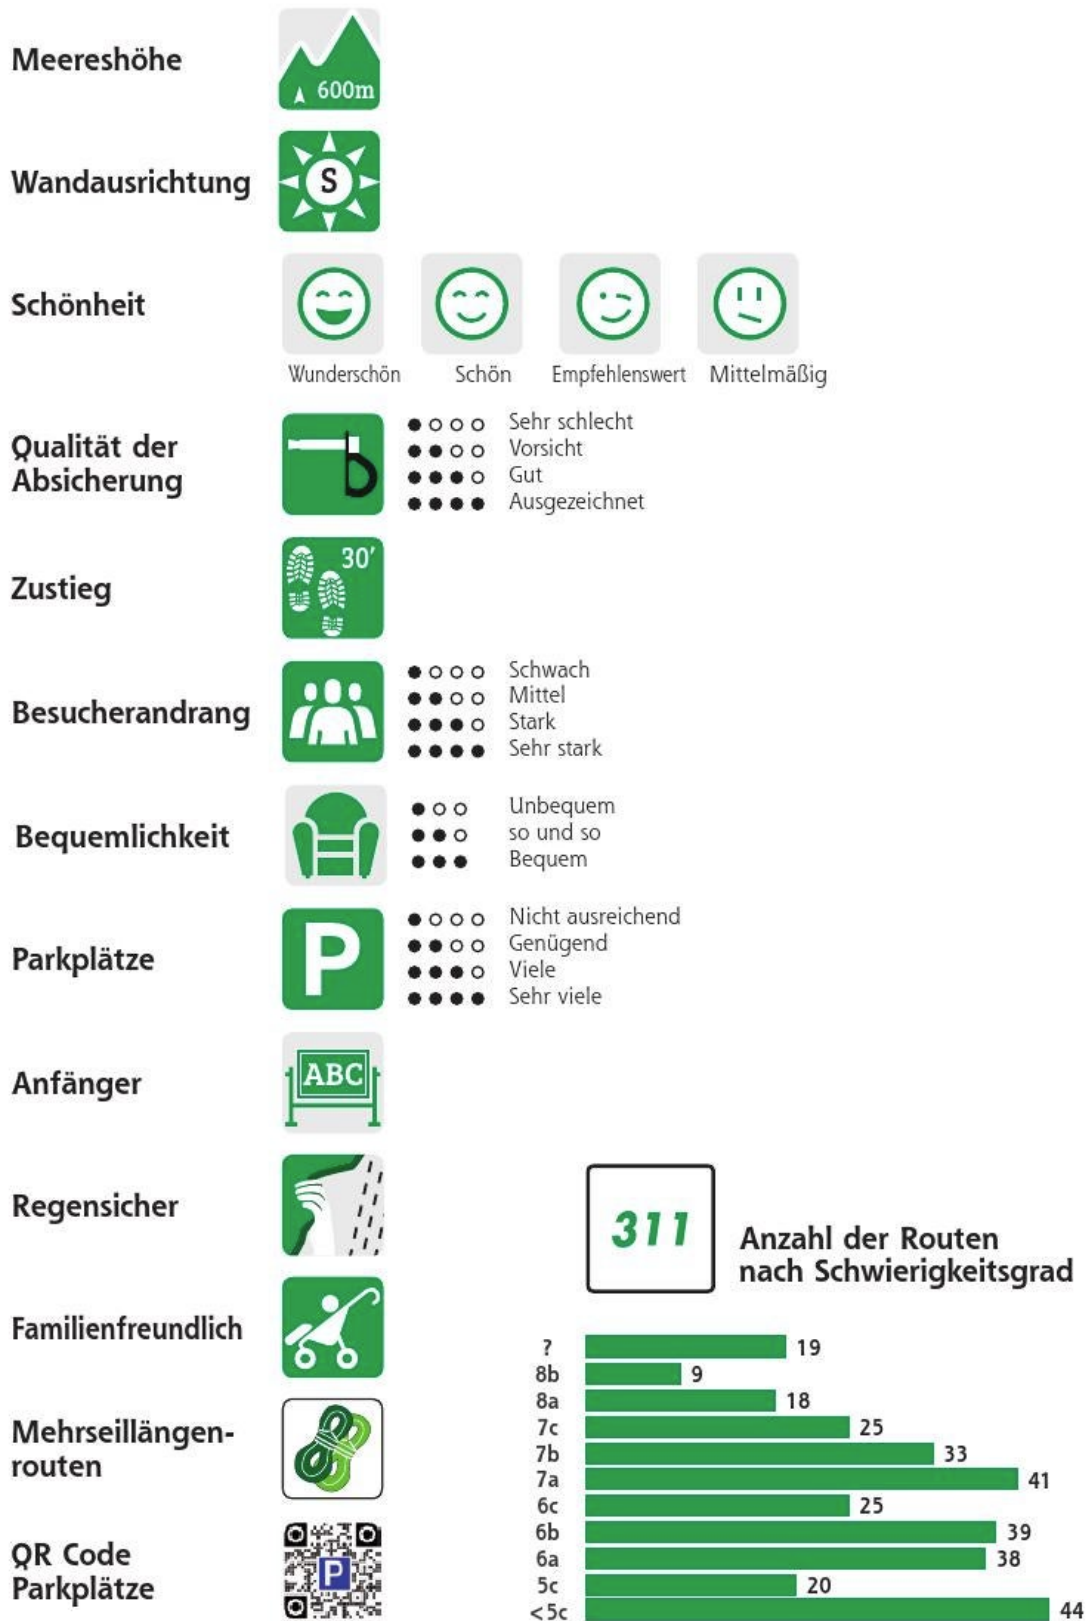 Meereshöhe
600m
Wandausrichtung
S
Schönheit
Wunderschön
Schön
Empfehlenswert
Mittelmäßig
Qualität der
Absicherung
Sehr schlecht
Vorsicht
Gut
Ausgezeichnet
Zustieg
30′
Besucherandrang
Schwach
Mittel
Stark
Sehr stark
Bequemlichkeit
Unbequem
so und so
Bequem
Parkplätze
P
Nicht ausreichend
Genügend
Viele
Sehr viele
Anfänger
ABC
Regensicher
Familienfreundlich
Mehrseillängen-
routen
QR Code
Parkplätze
P
311
Anzahl der Routen
nach Schwierigkeitsgrad
? 19
8b 9
8a 18
7c 25
7b 33
7a 41
6c 25
6b 39
6a 38
5c 20
<5c 44